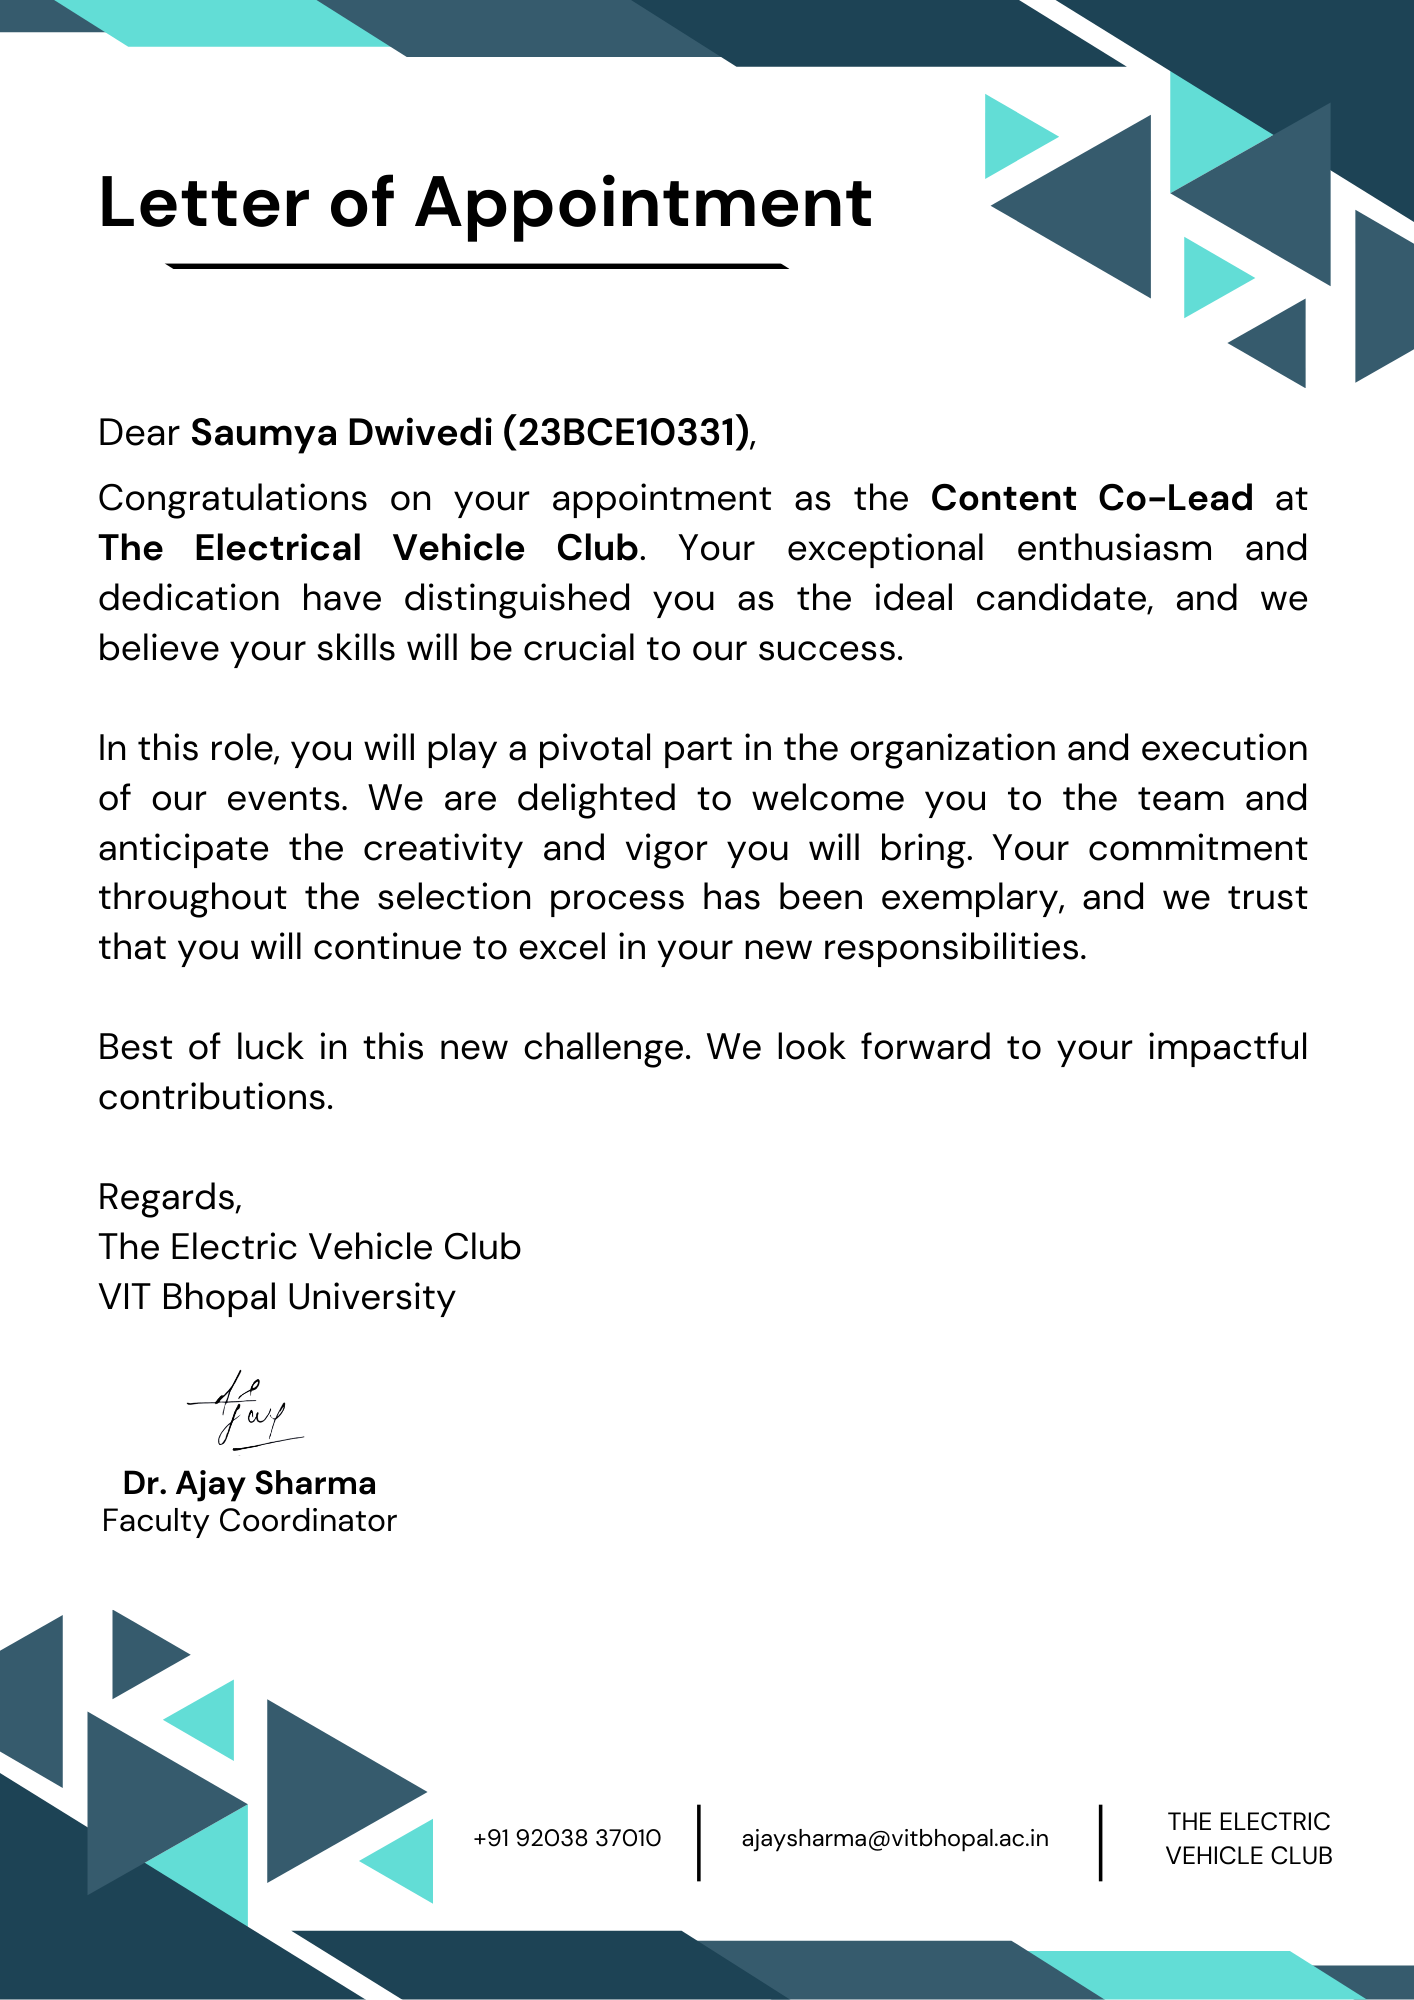 Letter of Appointment
Dear Saumya Dwivedi (23BCE10331),
Congratulations on your appointment as the Content Co-Lead at
The Electrical Vehicle Club. Your exceptional enthusiasm and
dedication have distinguished you as the ideal candidate, and we
believe your skills will be crucial to our success.
In this role, you will play a pivotal part in the organization and execution
of our events. We are delighted to welcome you to the team and
anticipate the creativity and vigor you will bring. Your commitment
throughout the selection process has been exemplary, and we trust
that you will continue to excel in your new responsibilities.
Best of luck in this new challenge. We look forward to your impactful
contributions.
Regards,
The Electric Vehicle Club
VIT Bhopal University
Ajay
Dr. Ajay Sharma
Faculty Coordinator
+91 92038 37010
ajaysharma@vitbhopal.ac.in
THE ELECTRIC
VEHICLE CLUB